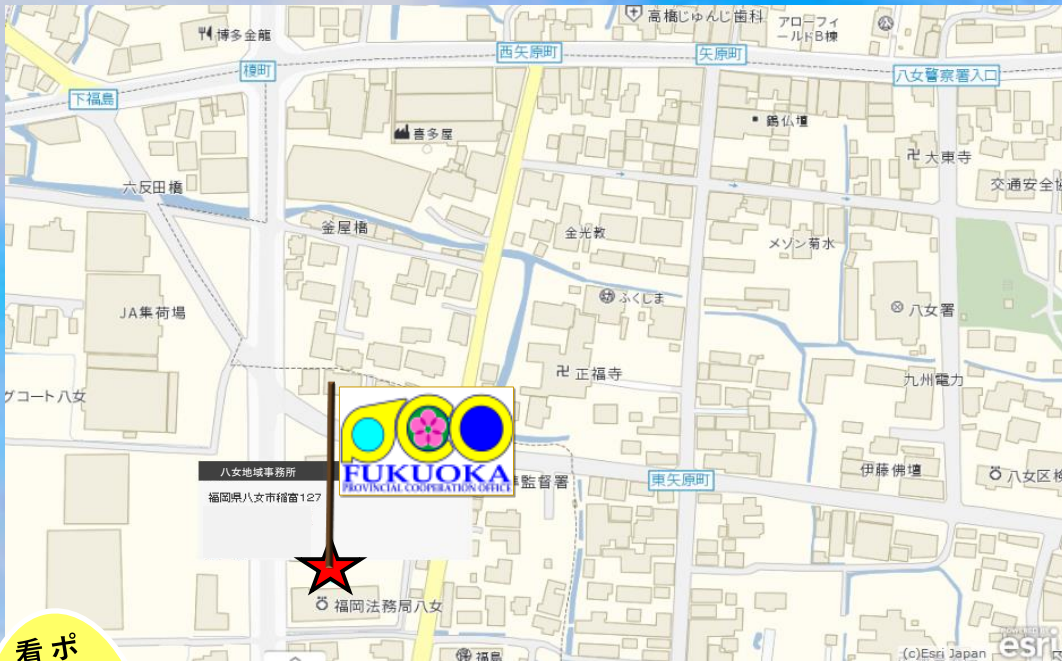 高橋じゅんじ歯科
アローフィ
ールドB棟
博多金龍
西矢原町
矢原町
榎町
八女警察署入口
下福島
鶴仏壇
喜多屋
大東寺
六反田橋
交通安全協
釜屋橋
金光教
メゾン菊水
ふくしま
JA集荷場
八女署
正福寺
九州電力
グコート八女
FUKUOKA
PROVINCIAL COOPERATION OFFICE
八女地域事務所
福岡県八女市稲富127
監督署
東矢原町
伊藤佛壇
八女区検
福岡法務局八女
看ポ
福島
(c)Esri Japan
POWERED BY
esri